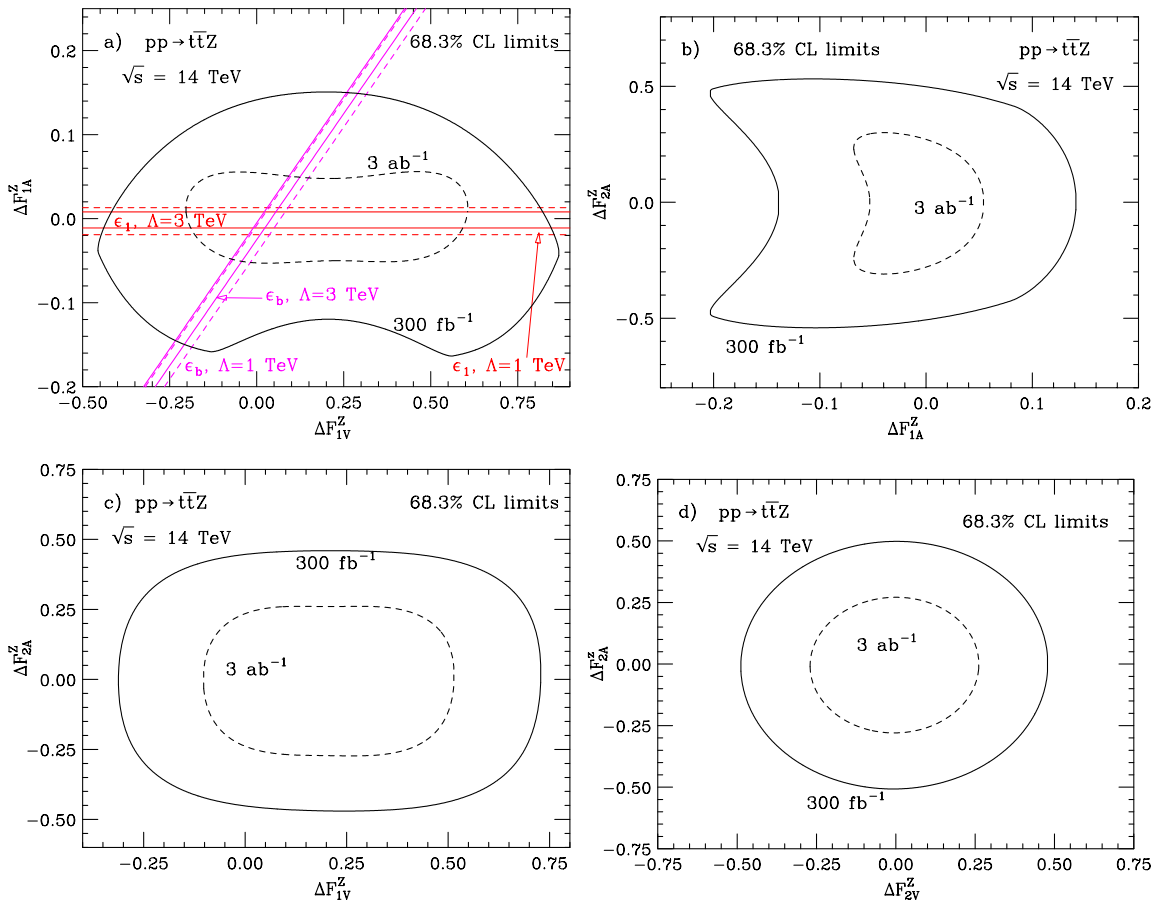 a) pp→tt̅Z 68.3% CL limits
√s = 14 TeV
0.2
0.1
0.0
−0.1
−0.2
ΔF^Z_1A
3 ab⁻¹
ϵ₁, Λ=3 TeV
ϵ_b, Λ=3 TeV
300 fb⁻¹
ϵ_b, Λ=1 TeV
ϵ₁, Λ=1 TeV
−0.50 −0.25 0.00 0.25 0.50 0.75
ΔF^Z_1V
b) 68.3% CL limits pp→tt̅Z
√s = 14 TeV
0.5
0.0
−0.5
ΔF^Z_2A
3 ab⁻¹
300 fb⁻¹
−0.2 −0.1 0.0 0.1 0.2
ΔF^Z_1A
c) pp→tt̅Z 68.3% CL limits
√s = 14 TeV
0.75
0.50
0.25
0.00
−0.25
−0.50
ΔF^Z_2A
300 fb⁻¹
3 ab⁻¹
−0.25 0.00 0.25 0.50 0.75
ΔF^Z_1V
d) pp→tt̅Z
68.3% CL limits
√s = 14 TeV
0.75
0.50
0.25
0.00
−0.25
−0.50
−0.75
ΔF^z_2A
3 ab⁻¹
300 fb⁻¹
−0.75 −0.50 −0.25 0.00 0.25 0.50 0.75
ΔF^Z_2V